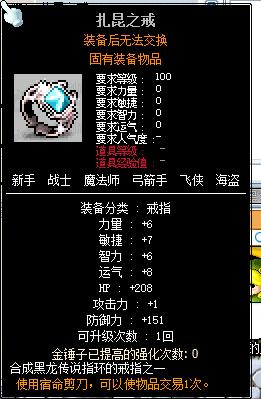 扎昆之戒
装备后无法交换
固有装备物品
要求等级 : 100
要求力量 : 0
要求敏捷 : 0
要求智力 : 0
要求运气 : 0
要求人气度 : -
道具等级 : -
道具经验值 : -
新手 战士 魔法师 弓箭手 飞侠 海盗
装备分类 : 戒指
力量 : +6
敏捷 : +7
智力 : +6
运气 : +8
HP : +208
攻击力 : +1
防御力 : +151
可升级次数 : 1回
金锤子已提高的强化次数: 0
合成黑龙传说指环的戒指之一
使用宿命剪刀，可以使物品交易1次。